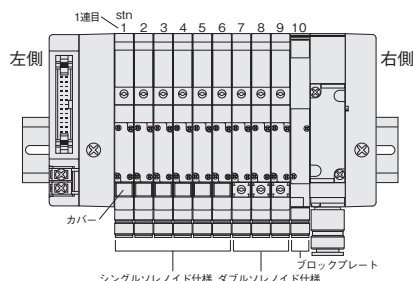 1連目 stn
1 2 3 4 5 6 7 8 9 10
左側
右側
カバー
ブロックプレート
シングルソレノイド仕様 ダブルソレノイド仕様